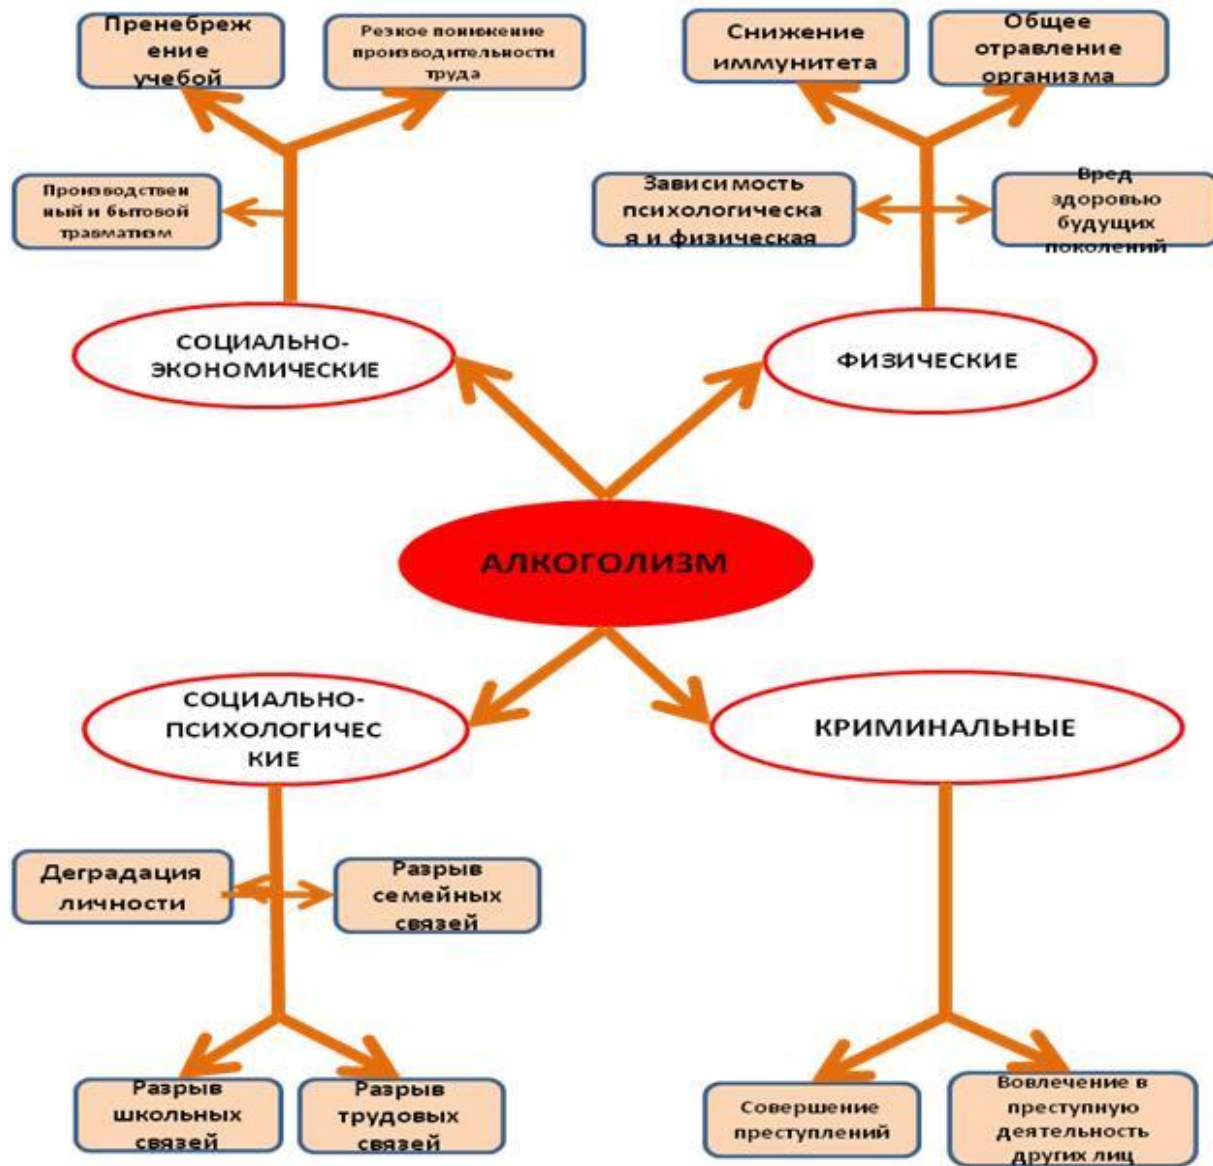 Пренебреж
ение
учебой
Резкое понижение
производительности
труда
Снижение
иммунитета
Общее
отравление
организма
Производствен
ный и бытовой
травматизм
Зависимость
психологическа
я и физическая
Вред
здоровью
будущих
поколений
СОЦИАЛЬНО-
ЭКОНОМИЧЕСКИЕ
ФИЗИЧЕСКИЕ
АЛКОГОЛИЗМ
СОЦИАЛЬНО-
ПСИХОЛОГИЧЕС
КИЕ
КРИМИНАЛЬНЫЕ
Деградация
личности
Разрыв
семейных
связей
Разрыв
школьных
связей
Разрыв
трудовых
связей
Совершение
преступлений
Вовлечение в
преступную
деятельность
других лиц